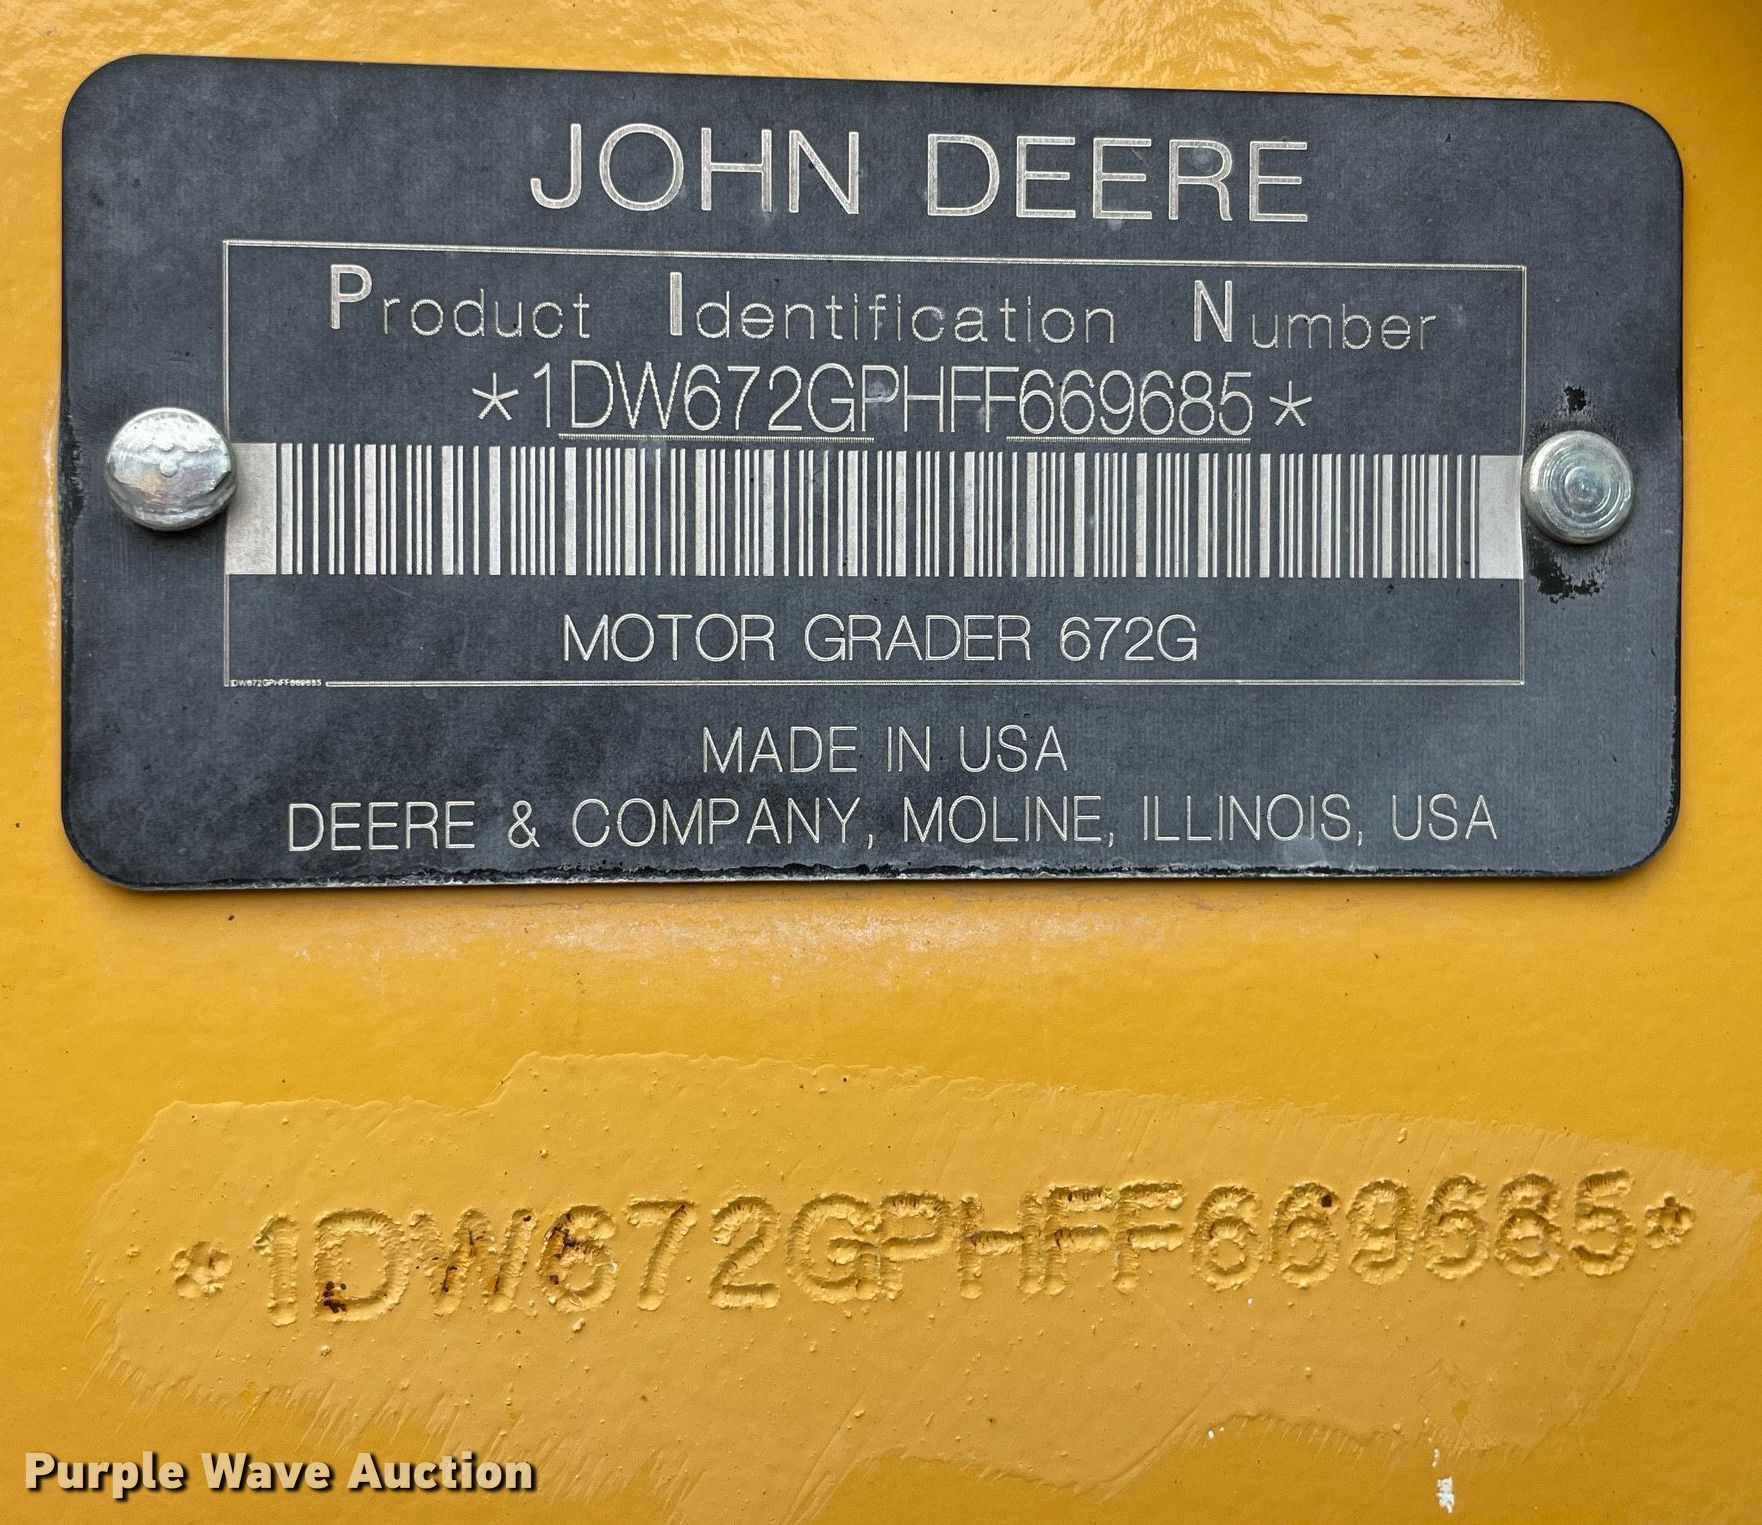 JOHN DEERE
Product Identification Number
*1DW672GPHFF669685*
MOTOR GRADER 672G
1DW672GPHFF669685
MADE IN USA
DEERE & COMPANY, MOLINE, ILLINOIS, USA
*1DW672GPHFF669685*
Purple Wave Auction